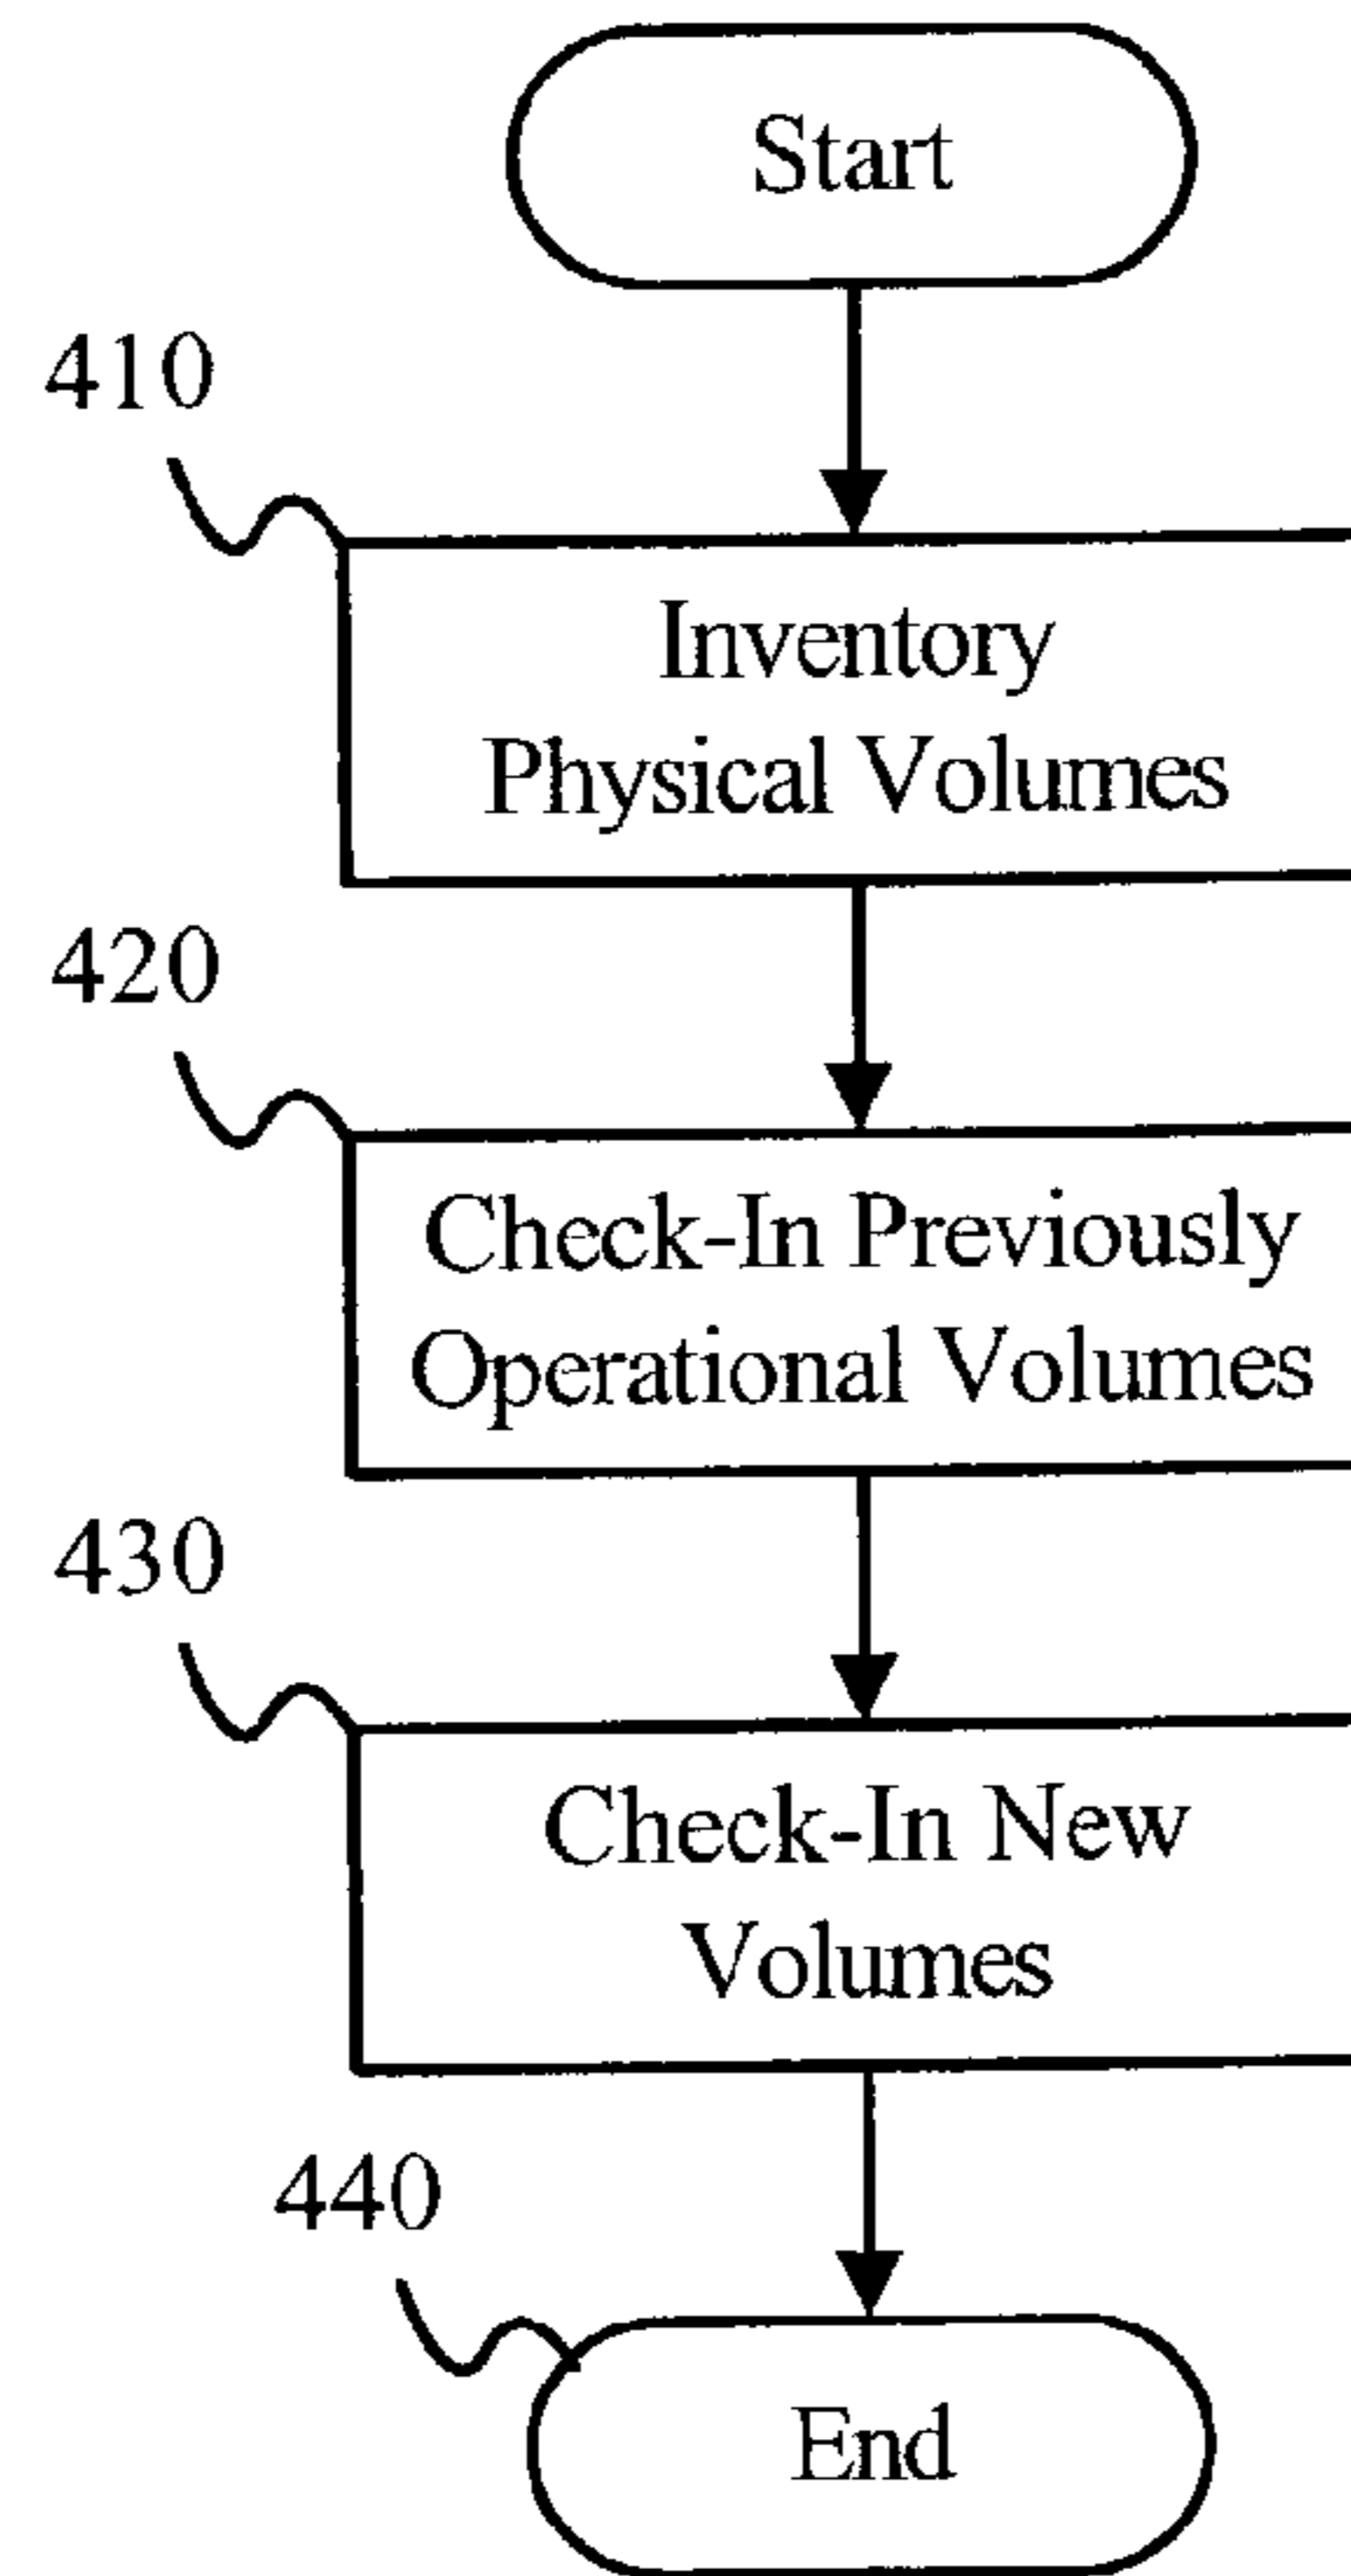 Start
410
Inventory
Physical Volumes
420
Check-In Previously
Operational Volumes
430
Check-In New
Volumes
440
End